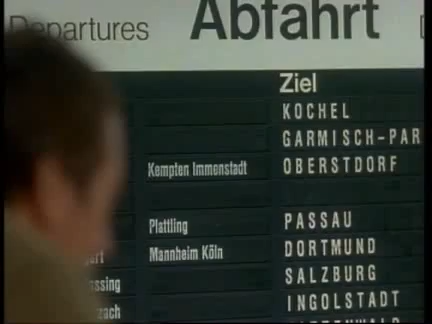 Departures Abfahrt
Ziel
KOCHEL
GARMISCH-PAR
Kempten Immenstadt OBERSTDORF
Plattling PASSAU
Mannheim Köln DORTMUND
SALZBURG
INGOLSTADT